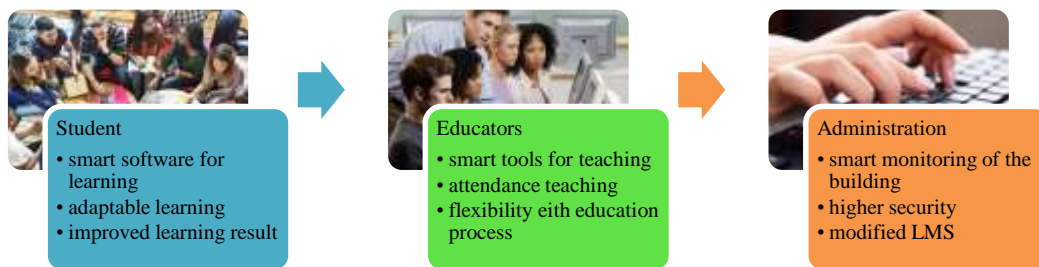 Student
• smart software for
learning
• adaptable learning
• improved learning result
Educators
• smart tools for teaching
• attendance teaching
• flexibility eith education
process
Administration
• smart monitoring of the
building
• higher security
• modified LMS